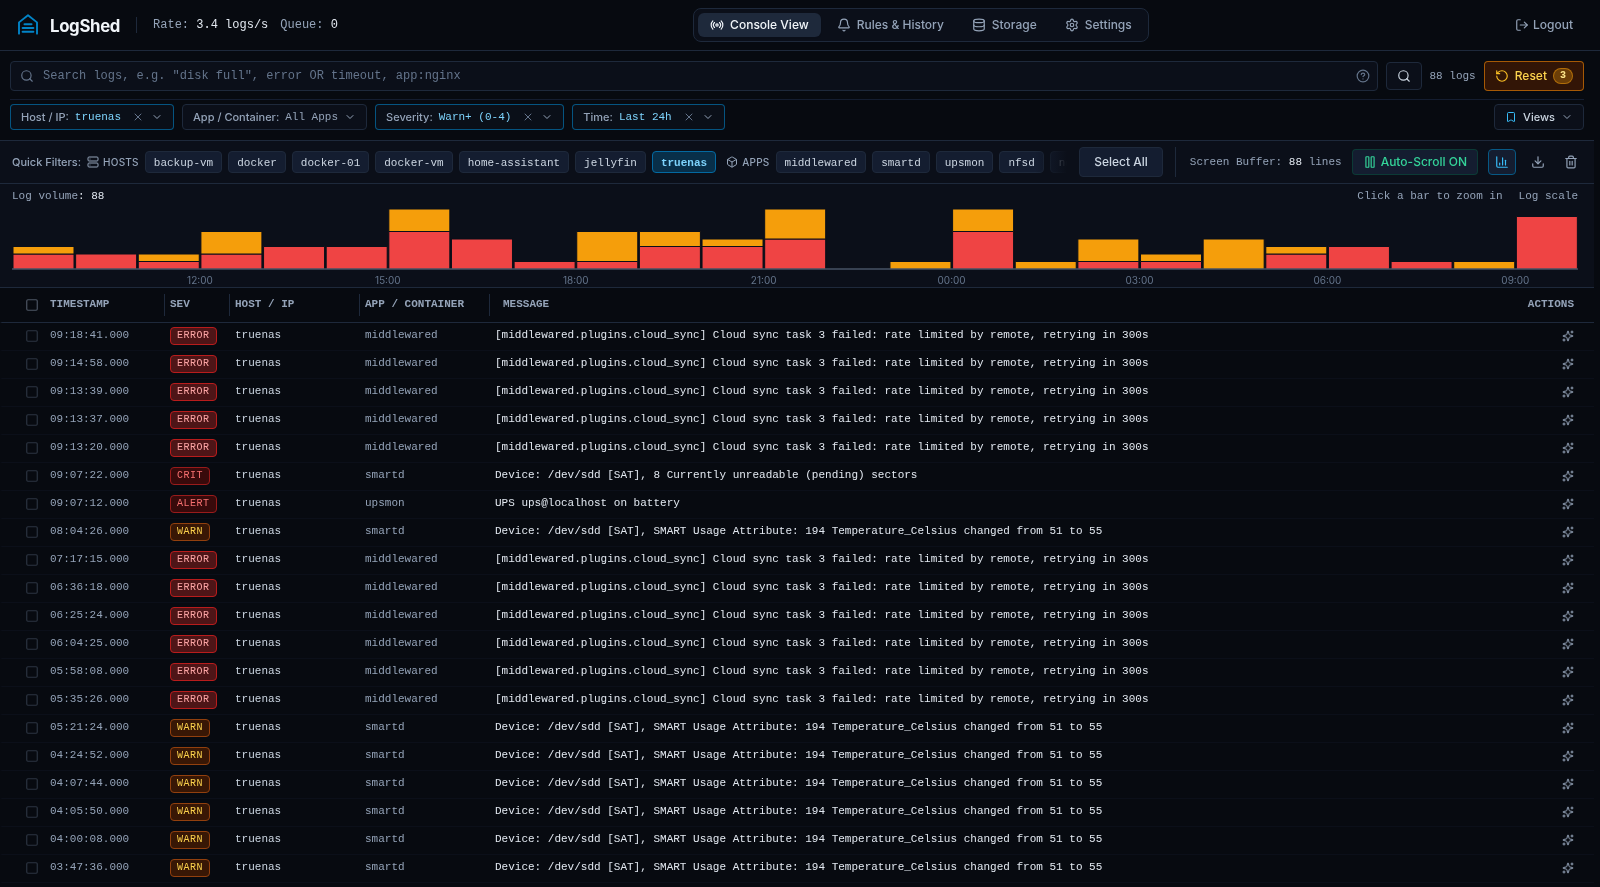 LogShed Rate: 3.4 logs/s Queue: 0 Console View Rules & History Storage Settings Logout
Search logs, e.g. "disk full", error OR timeout, app:nginx 88 logs Reset 3
Host / IP: truenas App / Container: All Apps Severity: Warn+ (0-4) Time: Last 24h Views
Quick Filters: HOSTS backup-vm docker docker-01 docker-vm home-assistant jellyfin truenas APPS middlewared smartd upsmon nfsd n Select All Screen Buffer: 88 lines Auto-Scroll ON
Log volume: 88 Click a bar to zoom in Log scale
12:00 15:00 18:00 21:00 00:00 03:00 06:00 09:00
TIMESTAMP SEV HOST / IP APP / CONTAINER MESSAGE ACTIONS
09:18:41.000 ERROR truenas middlewared [middlewared.plugins.cloud_sync] Cloud sync task 3 failed: rate limited by remote, retrying in 300s
09:14:58.000 ERROR truenas middlewared [middlewared.plugins.cloud_sync] Cloud sync task 3 failed: rate limited by remote, retrying in 300s
09:13:39.000 ERROR truenas middlewared [middlewared.plugins.cloud_sync] Cloud sync task 3 failed: rate limited by remote, retrying in 300s
09:13:37.000 ERROR truenas middlewared [middlewared.plugins.cloud_sync] Cloud sync task 3 failed: rate limited by remote, retrying in 300s
09:13:20.000 ERROR truenas middlewared [middlewared.plugins.cloud_sync] Cloud sync task 3 failed: rate limited by remote, retrying in 300s
09:07:22.000 CRIT truenas smartd Device: /dev/sdd [SAT], 8 Currently unreadable (pending) sectors
09:07:12.000 ALERT truenas upsmon UPS ups@localhost on battery
08:04:26.000 WARN truenas smartd Device: /dev/sdd [SAT], SMART Usage Attribute: 194 Temperature_Celsius changed from 51 to 55
07:17:15.000 ERROR truenas middlewared [middlewared.plugins.cloud_sync] Cloud sync task 3 failed: rate limited by remote, retrying in 300s
06:36:18.000 ERROR truenas middlewared [middlewared.plugins.cloud_sync] Cloud sync task 3 failed: rate limited by remote, retrying in 300s
06:25:24.000 ERROR truenas middlewared [middlewared.plugins.cloud_sync] Cloud sync task 3 failed: rate limited by remote, retrying in 300s
06:04:25.000 ERROR truenas middlewared [middlewared.plugins.cloud_sync] Cloud sync task 3 failed: rate limited by remote, retrying in 300s
05:58:08.000 ERROR truenas middlewared [middlewared.plugins.cloud_sync] Cloud sync task 3 failed: rate limited by remote, retrying in 300s
05:35:26.000 ERROR truenas middlewared [middlewared.plugins.cloud_sync] Cloud sync task 3 failed: rate limited by remote, retrying in 300s
05:21:24.000 WARN truenas smartd Device: /dev/sdd [SAT], SMART Usage Attribute: 194 Temperature_Celsius changed from 51 to 55
04:24:52.000 WARN truenas smartd Device: /dev/sdd [SAT], SMART Usage Attribute: 194 Temperature_Celsius changed from 51 to 55
04:07:44.000 WARN truenas smartd Device: /dev/sdd [SAT], SMART Usage Attribute: 194 Temperature_Celsius changed from 51 to 55
04:05:50.000 WARN truenas smartd Device: /dev/sdd [SAT], SMART Usage Attribute: 194 Temperature_Celsius changed from 51 to 55
04:00:08.000 WARN truenas smartd Device: /dev/sdd [SAT], SMART Usage Attribute: 194 Temperature_Celsius changed from 51 to 55
03:47:36.000 WARN truenas smartd Device: /dev/sdd [SAT], SMART Usage Attribute: 194 Temperature_Celsius changed from 51 to 55